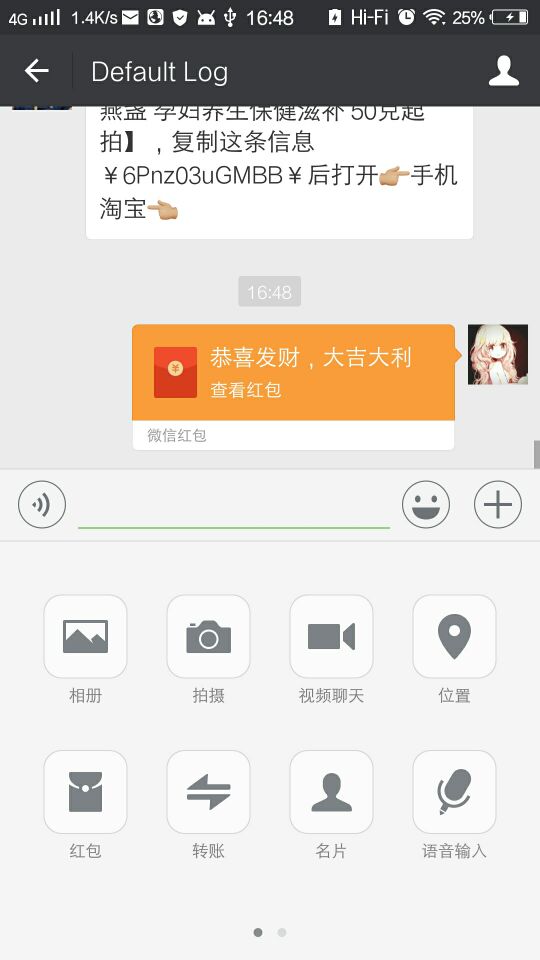 4G 1.4K/s 16:48 Hi-Fi 25%
Default Log
燕盏 孕妇养生保健滋补 50克起
拍】，复制这条信息
￥6Pnz03uGMBB￥后打开👉手机
淘宝👈
16:48
恭喜发财，大吉大利
查看红包
微信红包
相册 拍摄 视频聊天 位置
红包 转账 名片 语音输入